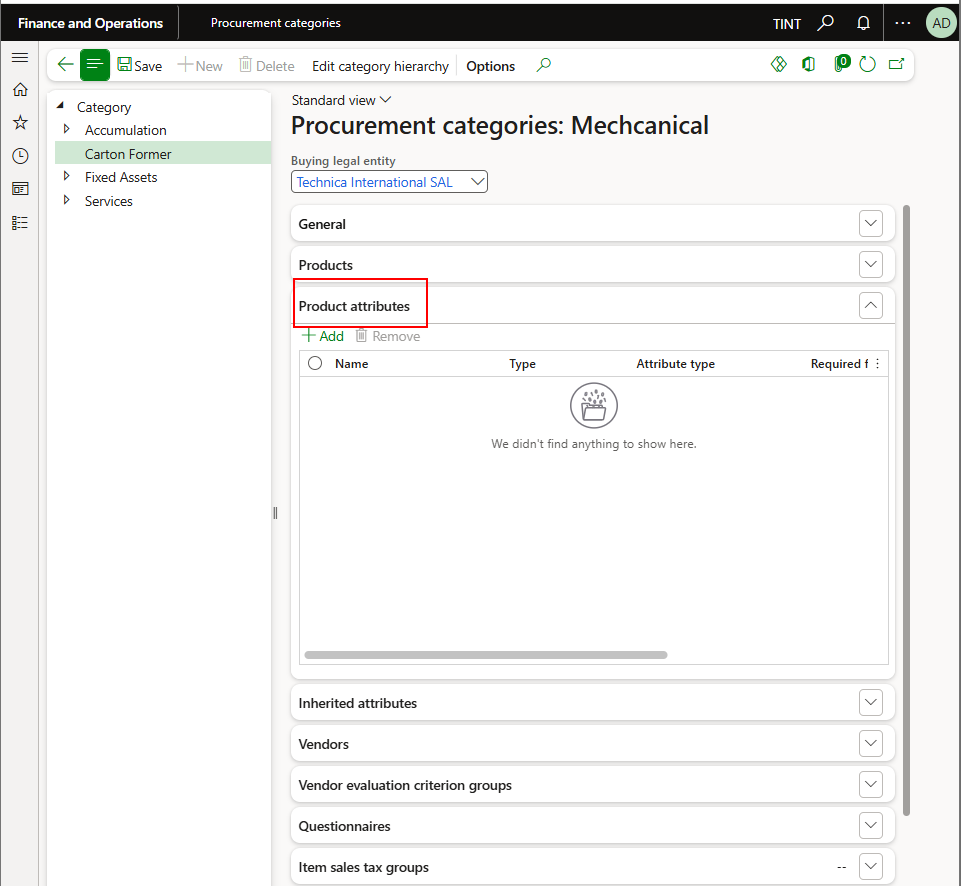 Finance and Operations
Procurement categories
TINT
AD
Save
New
Delete
Edit category hierarchy
Options
0
Category
Accumulation
Carton Former
Fixed Assets
Services
Standard view
Procurement categories: Mechcanical
Buying legal entity
Technica International SAL
General
Products
Product attributes
Add
Remove
Name Type Attribute type Required f
We didn't find anything to show here.
Inherited attributes
Vendors
Vendor evaluation criterion groups
Questionnaires
Item sales tax groups --